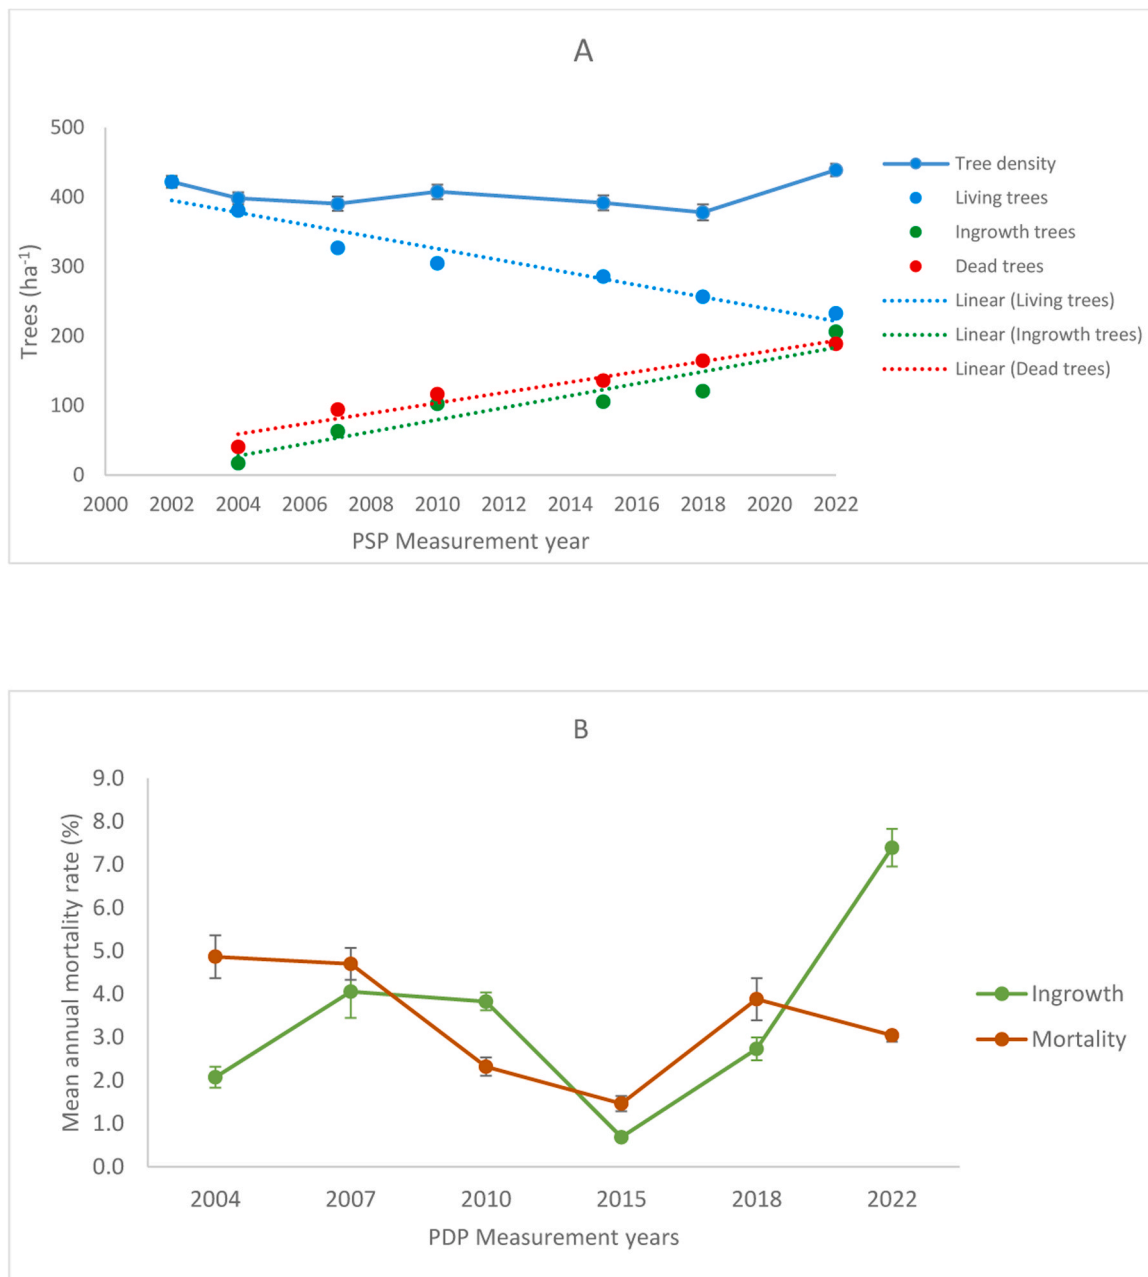 A
500
400
300
200
100
0
Trees (ha-1)
2000 2002 2004 2006 2008 2010 2012 2014 2016 2018 2020 2022
PSP Measurement year
Tree density
Living trees
Ingrowth trees
Dead trees
Linear (Living trees)
Linear (Ingrowth trees)
Linear (Dead trees)
B
9.0
8.0
7.0
6.0
5.0
4.0
3.0
2.0
1.0
0.0
Mean annual mortality rate (%)
2004 2007 2010 2015 2018 2022
PDP Measurement years
Ingrowth
Mortality